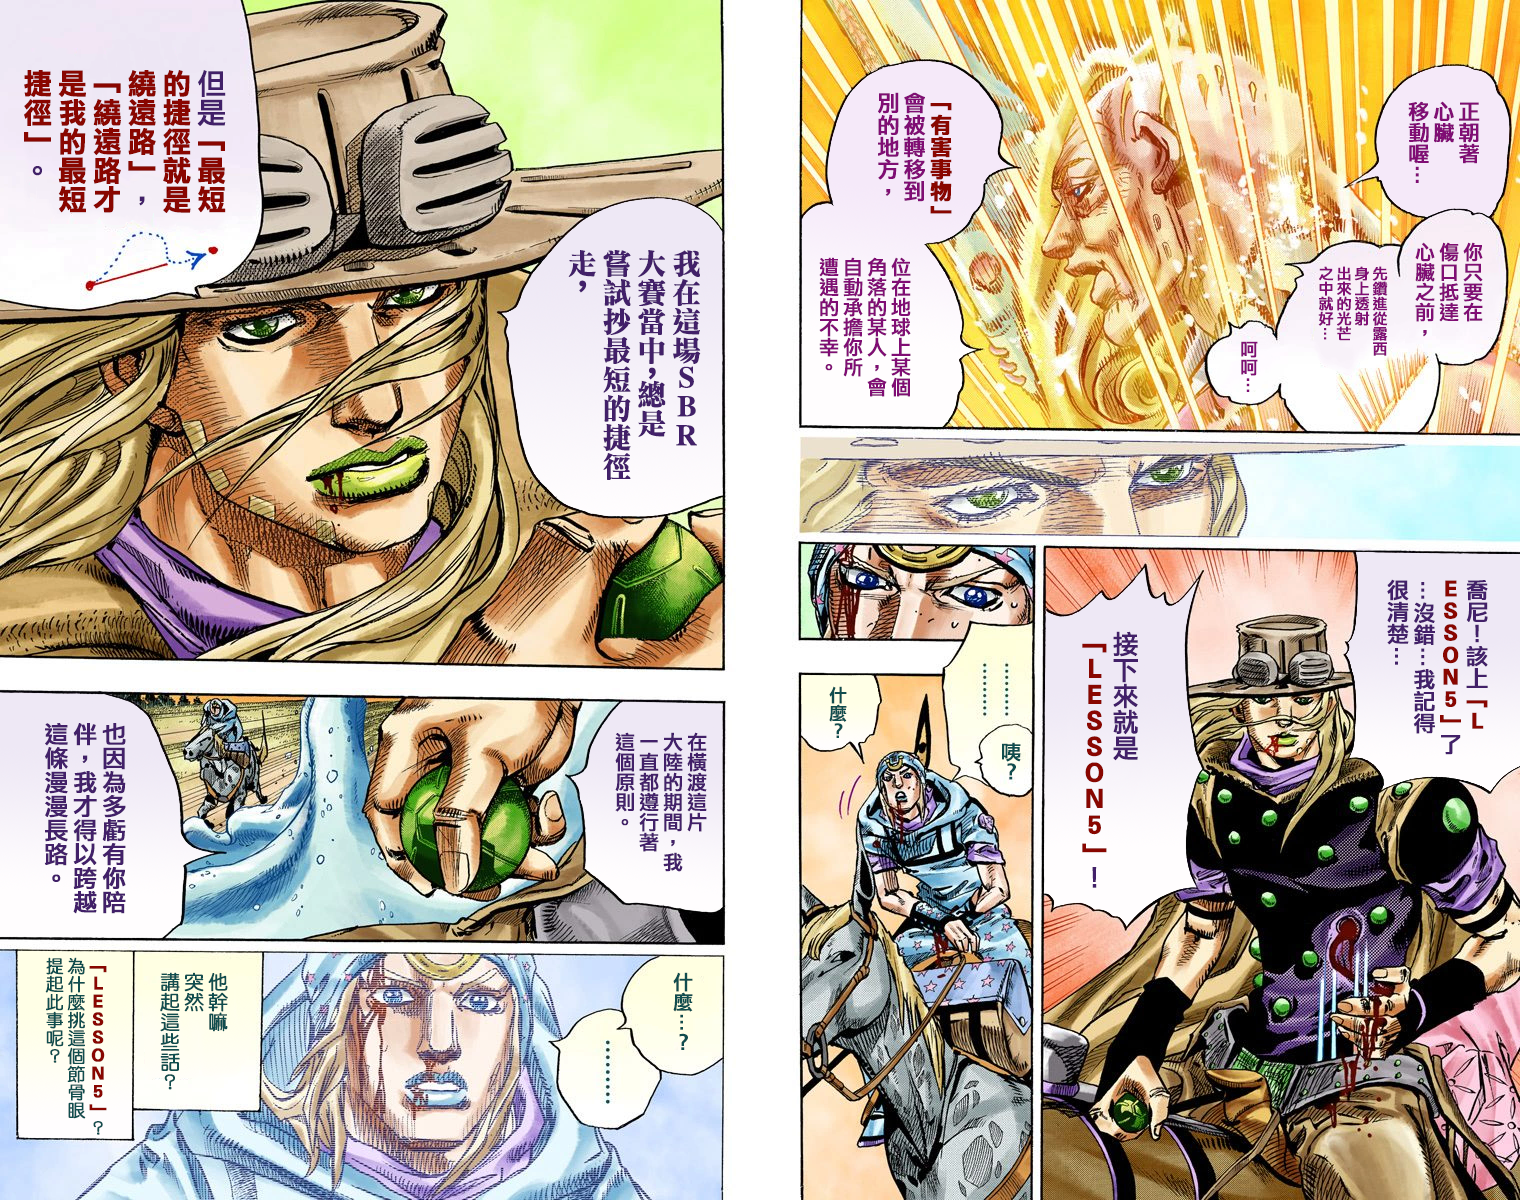 正朝著
心臟
移動喔…
你只要在
傷口抵達
心臟之前，
先鑽進從露西
身上透射
出來的光芒
之中就好…
呵呵…
「有害事物」
會被轉移到
別的地方，
位在地球上某個
角落的某人，會
自動承擔你所
遭遇的不幸。
喬尼！該上「L
ESSON5」了
…沒錯…我記得
很清楚…
接下來就是
「LESSON5」！
…………
咦？
什麼？
我在這場SBR
大賽當中，總是
嘗試抄最短的捷徑
走，
但是「最短
的捷徑就是
繞遠路」，
「繞遠路才
是我的最短
捷徑」。
在橫渡這片
大陸的期間，我
一直都遵行著
這個原則。
也因為多虧有你陪
伴，我才得以跨越
這條漫漫長路。
什麼…？
………
他幹嘛
突然
講起這些話？
「LESSON5」？
為什麼挑這個節骨眼
提起此事呢？